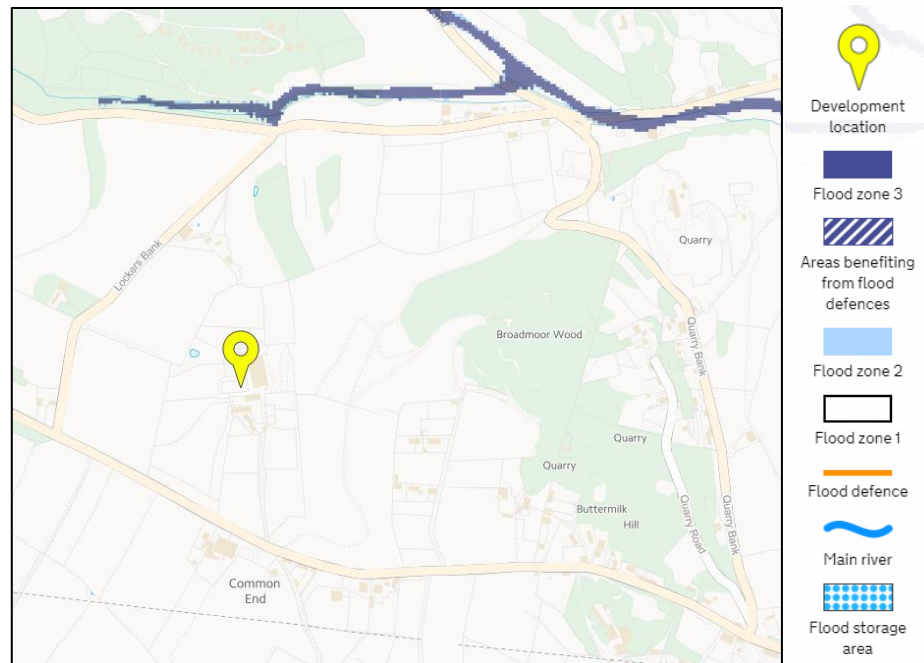 Lockers Bank
Quarry
Broadmoor Wood
Quarry Bank
Quarry
Quarry
Buttermilk
Hill
Quarry Road
Quarry Bank
Common
End
Development
location
Flood zone 3
Areas benefiting
from flood
defences
Flood zone 2
Flood zone 1
Flood defence
Main river
Flood storage
area